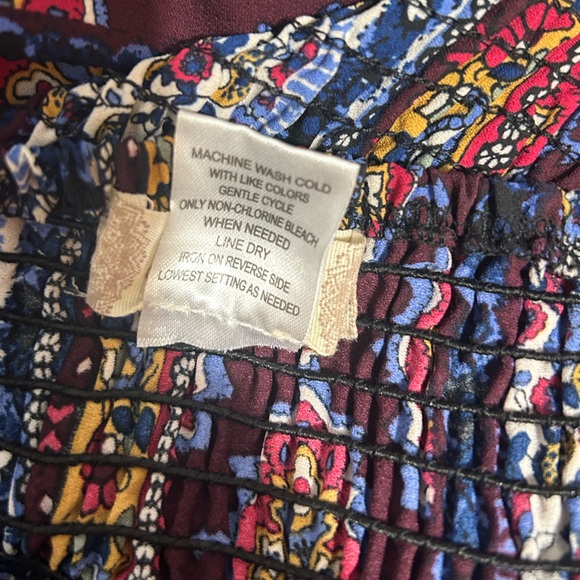 MACHINE WASH COLD
WITH LIKE COLORS
GENTLE CYCLE
ONLY NON-CHLORINE BLEACH
WHEN NEEDED
LINE DRY
IRON ON REVERSE SIDE
LOWEST SETTING AS NEEDED